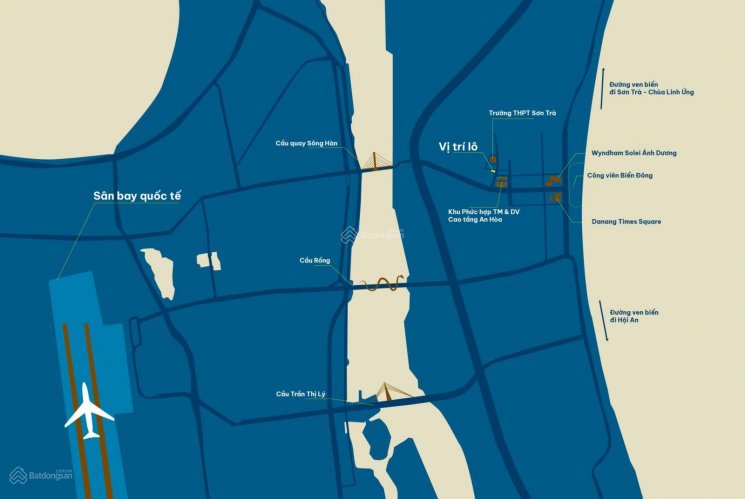 Đường ven biển
đi Sơn Trà - Chùa Linh Ứng
Trường THPT Sơn Trà
Cầu quay Sông Hàn
Vị trí lô
Wyndham Solei Ánh Dương
Công viên Biển Đông
Sân bay quốc tế
Khu Phức hợp TM & DV
Cao tầng An Hòa
Danang Times Square
Batdongsan
Cầu Rồng
Đường ven biển
đi Hội An
Cầu Trần Thị Lý
Batdongsan